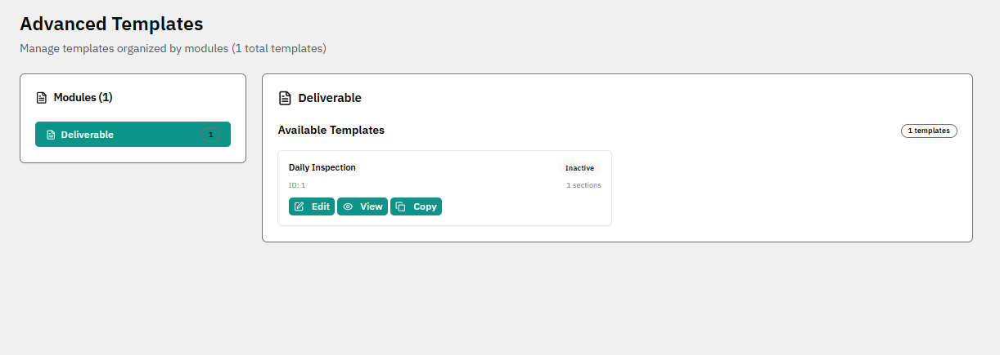 Advanced Templates
Manage templates organized by modules (1 total templates)
Modules (1)
Deliverable 1
Deliverable
Available Templates 1 templates
Daily Inspection Inactive
ID: 1 1 sections
Edit View Copy